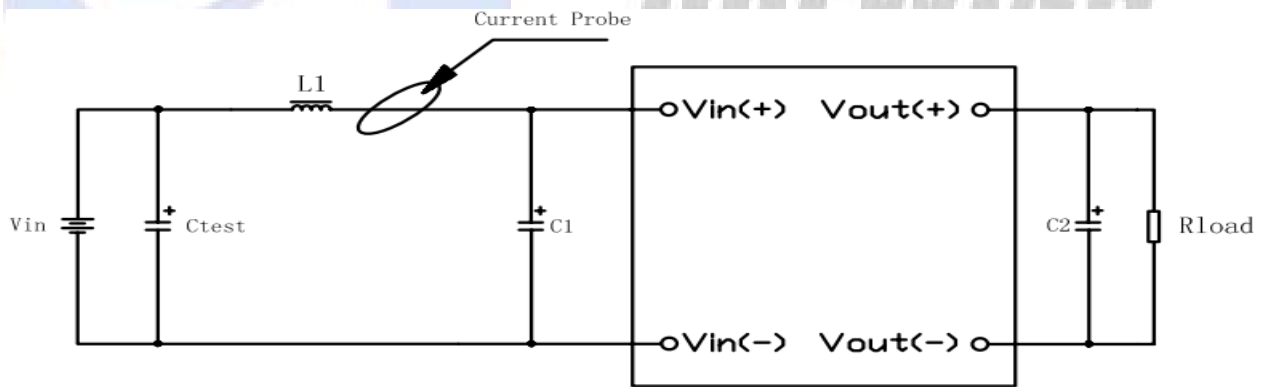 Current Probe
L1
Vin(+) Vout(+)
Vin
+
Ctest
+
C1
C2
+
Rload
Vin(-) Vout(-)